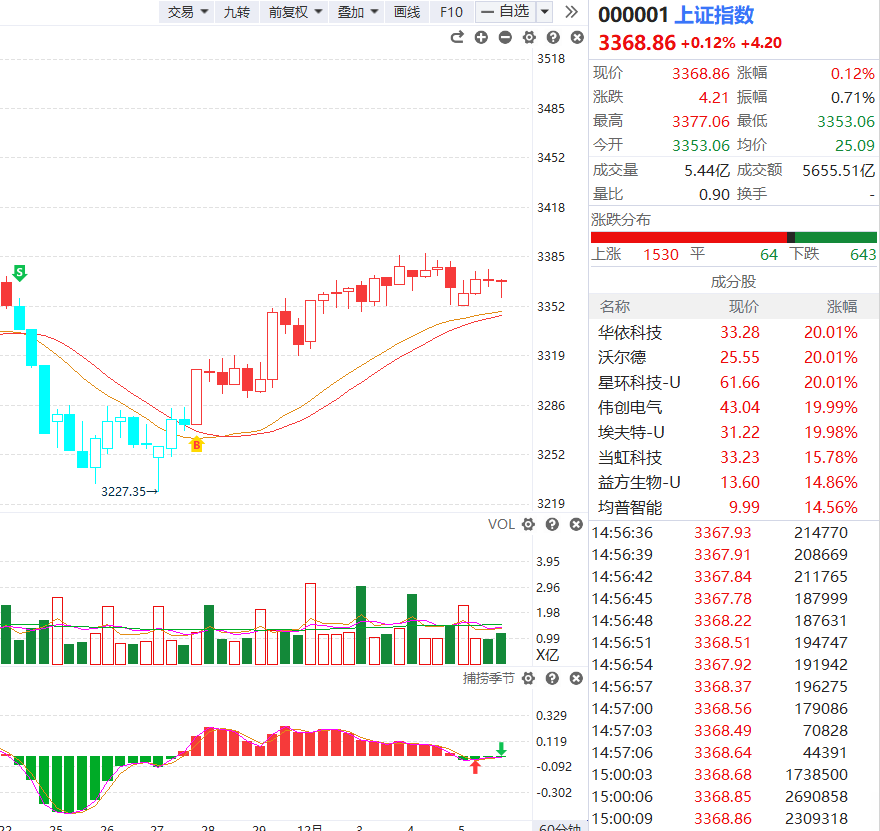 交易 九转 前复权 叠加 画线 F10 一 自选
000001 上证指数
3368.86 +0.12% +4.20
现价 3368.86 涨幅 0.12%
涨跌 4.21 振幅 0.71%
最高 3377.06 最低 3353.06
今开 3353.06 均价 25.09
成交量 5.44亿 成交额 5655.51亿
量比 0.90 换手 -
涨跌分布
上涨 1530 平 64 下跌 643
成分股
名称 现价 涨幅
华依科技 33.28 20.01%
沃尔德 25.55 20.01%
星环科技-U 61.66 20.01%
伟创电气 43.04 19.99%
埃夫特-U 31.22 19.98%
当虹科技 33.23 15.78%
益方生物-U 13.60 14.86%
均普智能 9.99 14.56%
14:56:36 3367.93 214770
14:56:39 3367.91 208669
14:56:42 3367.84 211765
14:56:45 3367.78 187999
14:56:48 3368.22 187631
14:56:51 3368.51 194747
14:56:54 3367.92 191942
14:56:57 3368.37 196275
14:57:00 3368.56 179086
14:57:03 3368.49 70828
14:57:06 3368.64 44391
15:00:03 3368.68 1738500
15:00:06 3368.85 2690858
15:00:09 3368.86 2309318
3518
3485
3452
3418
3385
3352
3319
3286
3252
3219
S
B
3227.35→
VOL
3.95
2.96
1.98
0.99
X亿
捕捞季节
0.329
0.119
-0.092
-0.302
22 25 26 27 28 29 12月 3 4 5 60分钟